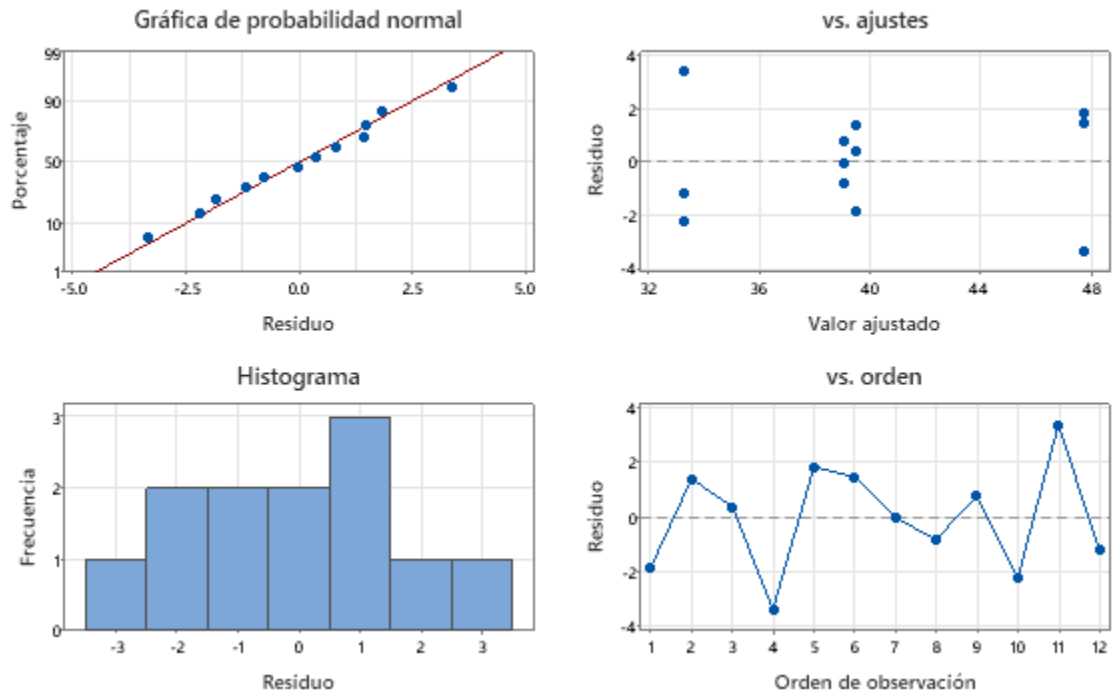 Gráfica de probabilidad normal
99
90
50
10
1
Porcentaje
-5.0 -2.5 0.0 2.5 5.0
Residuo
vs. ajustes
4
2
0
-2
-4
Residuo
32 36 40 44 48
Valor ajustado
Histograma
3
2
1
0
Frecuencia
-3 -2 -1 0 1 2 3
Residuo
vs. orden
4
2
0
-2
-4
Residuo
1 2 3 4 5 6 7 8 9 10 11 12
Orden de observación